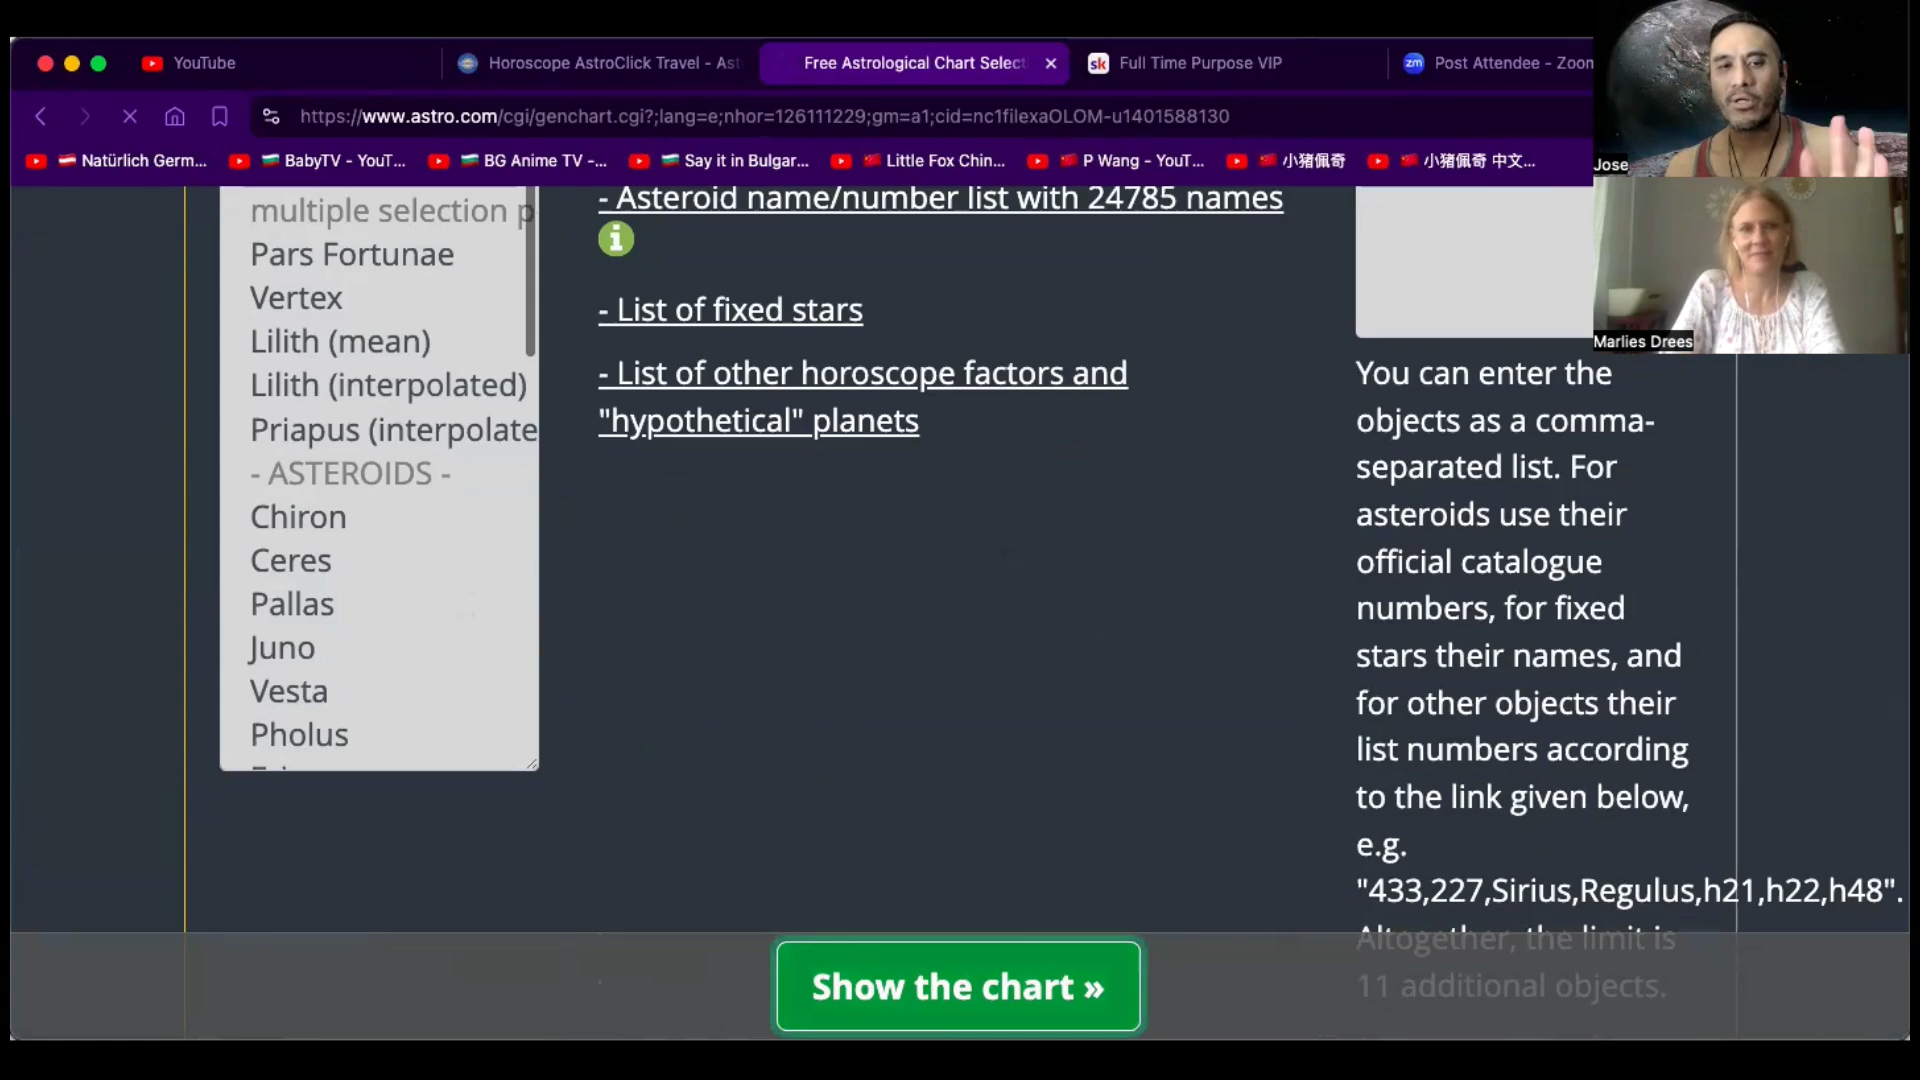 YouTube
Horoscope AstroClick Travel - Ast
Free Astrological Chart Select
sk Full Time Purpose VIP
zm Post Attendee - Zoom
https://www.astro.com/cgi/genchart.cgi?;lang=e;nhor=126111229;gm=a1;cid=nc1filexaOLOM-u1401588130
Natürlich Germ...
BabyTV - YouT...
BG Anime TV -...
Say it in Bulgar...
Little Fox Chin...
P Wang - YouT...
小猪佩奇
小猪佩奇 中文...
Jose
Marlies Drees
multiple selection p
Pars Fortunae
Vertex
Lilith (mean)
Lilith (interpolated)
Priapus (interpolate
- ASTEROIDS -
Chiron
Ceres
Pallas
Juno
Vesta
Pholus
- Asteroid name/number list with 24785 names
i
- List of fixed stars
- List of other horoscope factors and
"hypothetical" planets
You can enter the
objects as a comma-
separated list. For
asteroids use their
official catalogue
numbers, for fixed
stars their names, and
for other objects their
list numbers according
to the link given below,
e.g.
"433,227,Sirius,Regulus,h21,h22,h48".
Altogether, the limit is
11 additional objects.
Show the chart »